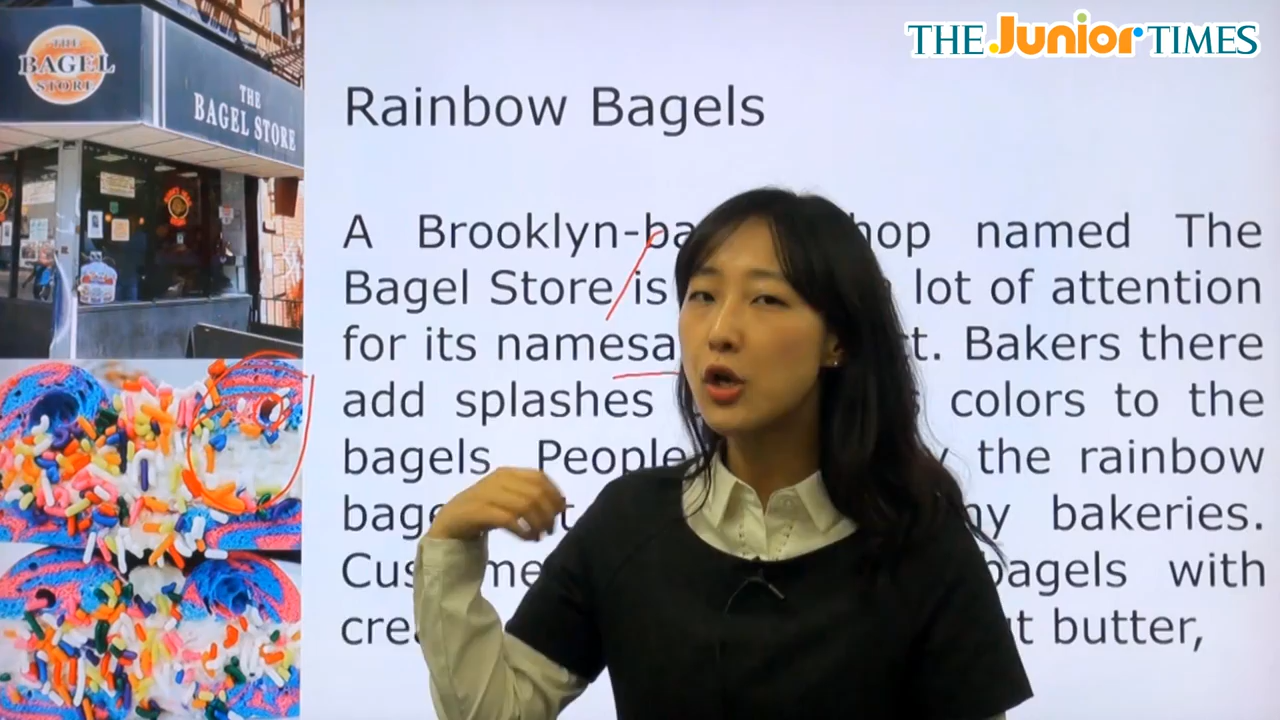 THE Junior TIMES
THE
BAGEL
STORE
THE
BAGEL STORE
Rainbow Bagels
A Brooklyn-ba hop named The
Bagel Store is lot of attention
for its namesa ct. Bakers there
add splashes colors to the
bagels. People the rainbow
bakeries.
bagels with
butter,